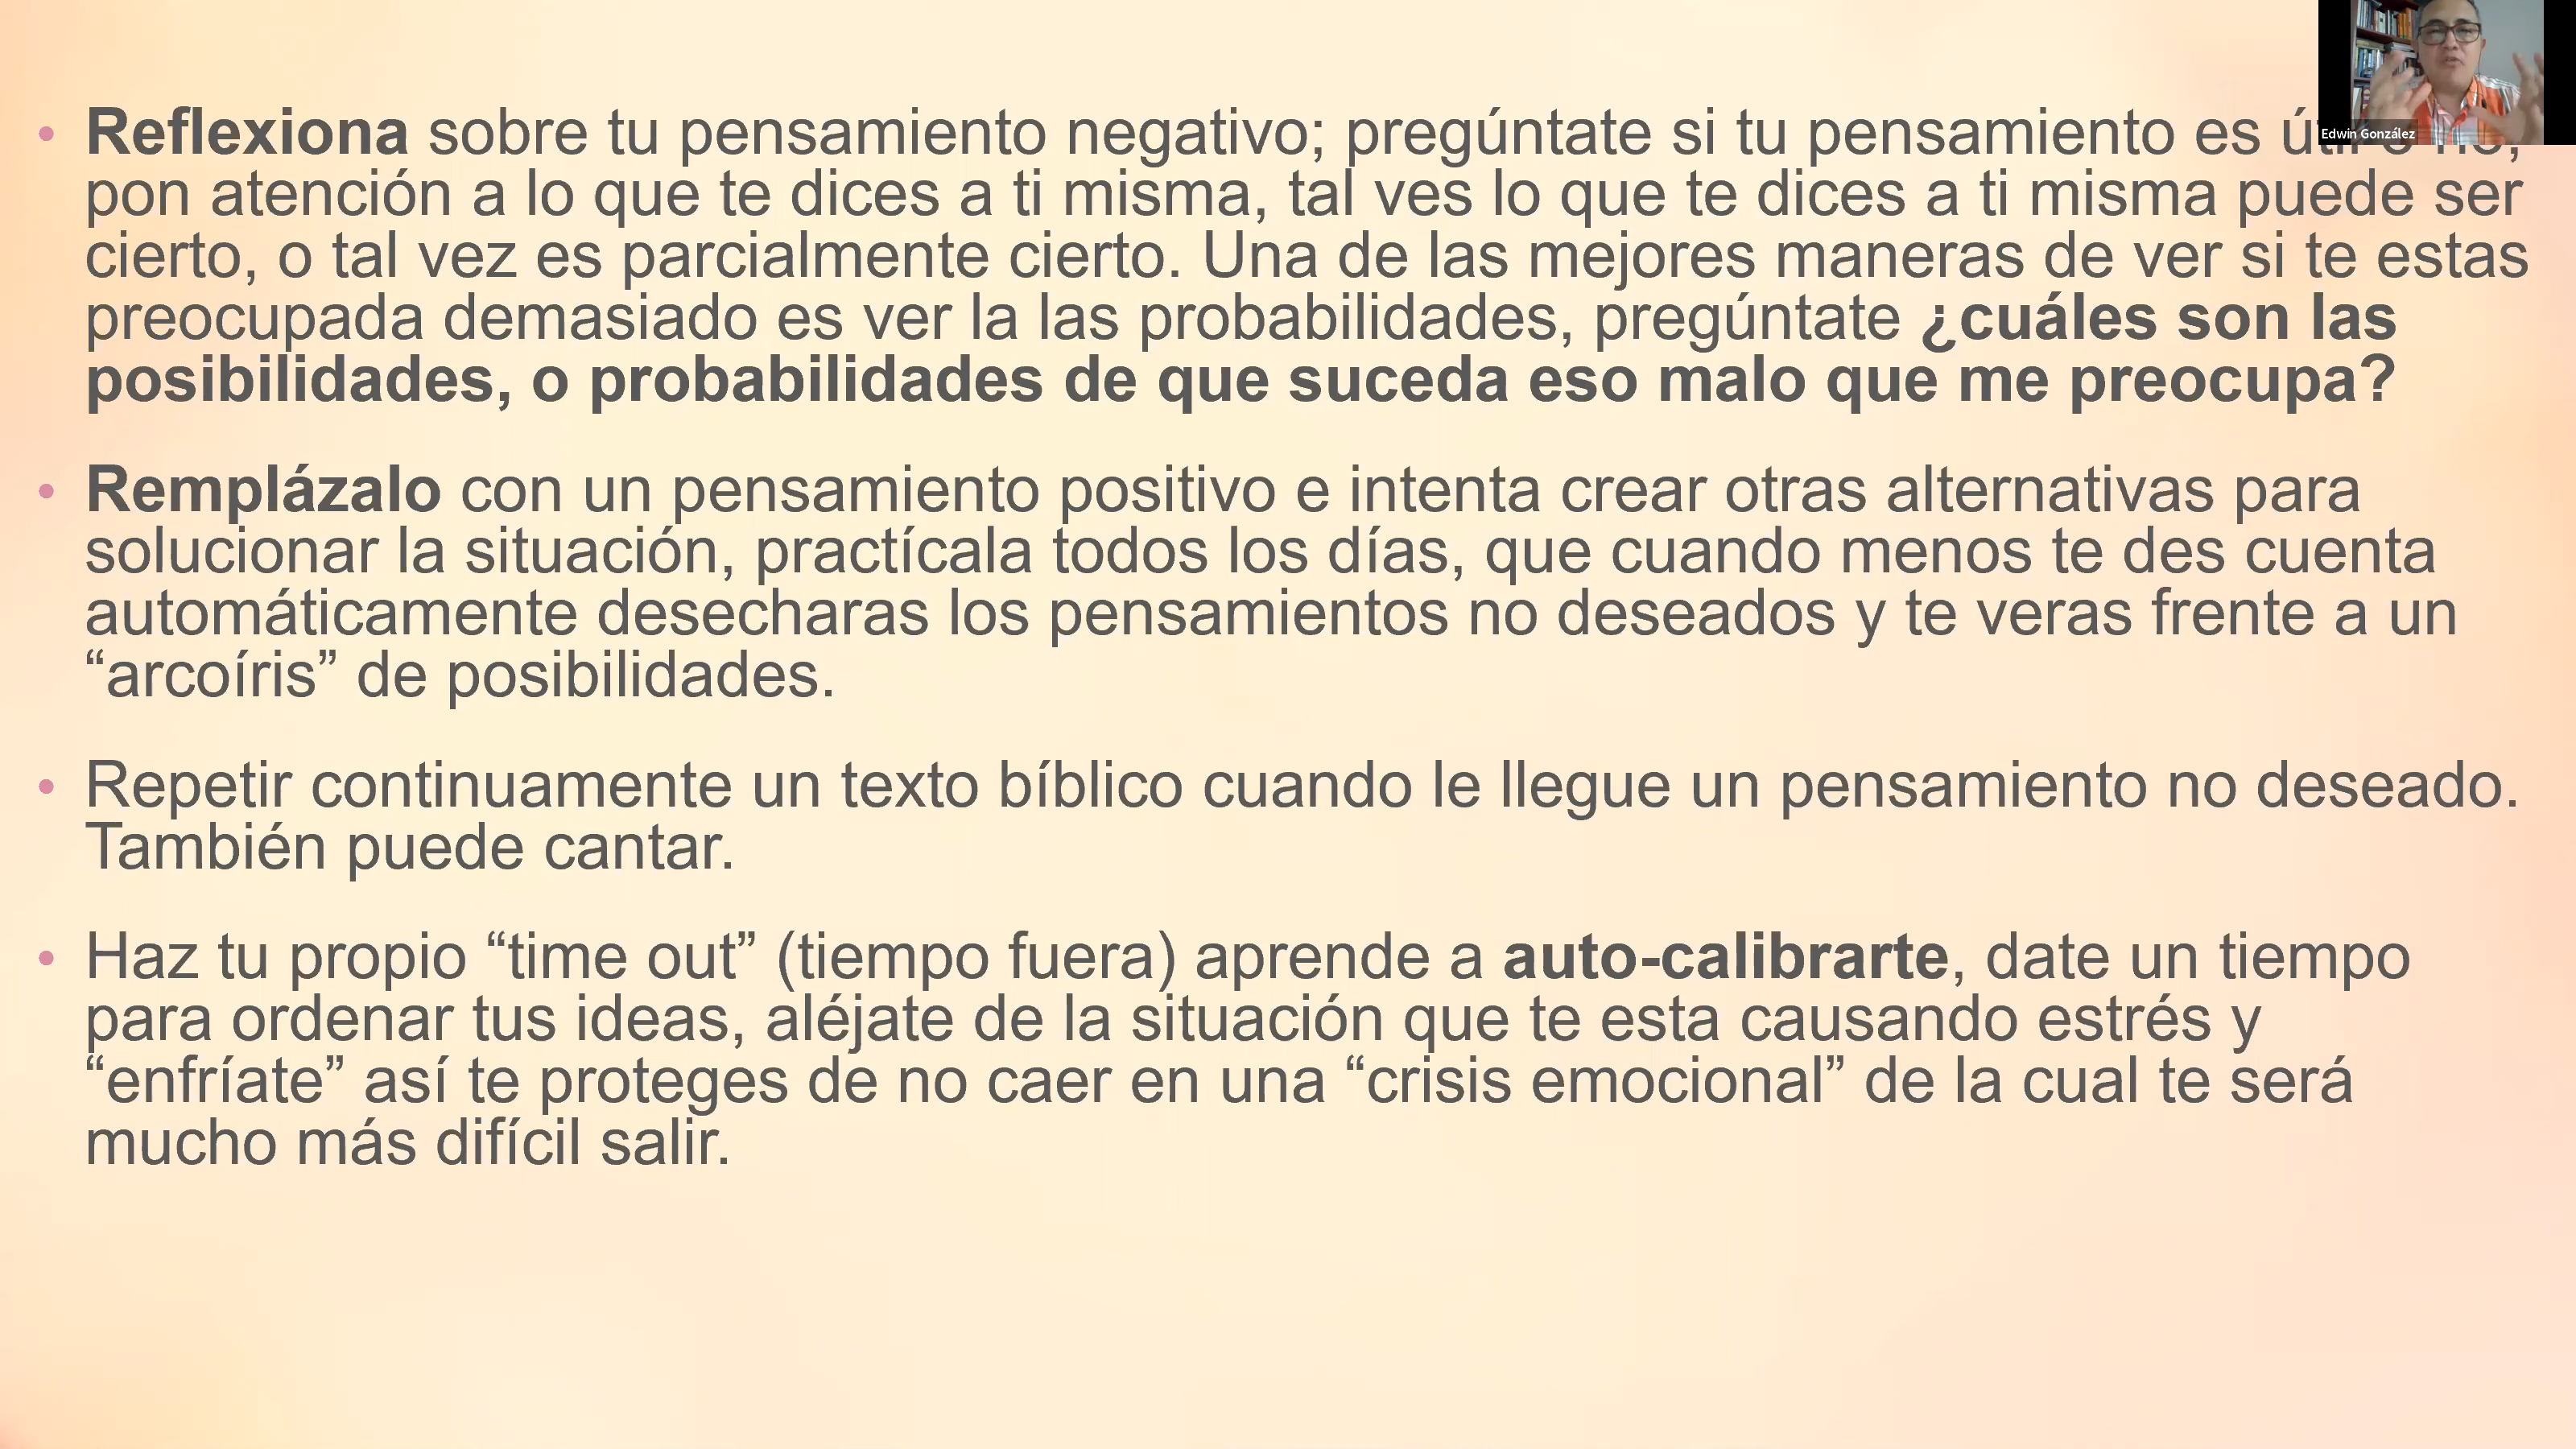 Edwin González
• Reflexiona sobre tu pensamiento negativo; pregúntate si tu pensamiento es
pon atención a lo que te dices a ti misma, tal ves lo que te dices a ti misma puede ser
cierto, o tal vez es parcialmente cierto. Una de las mejores maneras de ver si te estas
preocupada demasiado es ver la las probabilidades, pregúntate ¿cuáles son las
posibilidades, o probabilidades de que suceda eso malo que me preocupa?
• Remplázalo con un pensamiento positivo e intenta crear otras alternativas para
solucionar la situación, practícala todos los días, que cuando menos te des cuenta
automáticamente desecharas los pensamientos no deseados y te veras frente a un
“arcoíris” de posibilidades.
• Repetir continuamente un texto bíblico cuando le llegue un pensamiento no deseado.
También puede cantar.
• Haz tu propio “time out” (tiempo fuera) aprende a auto-calibrarte, date un tiempo
para ordenar tus ideas, aléjate de la situación que te esta causando estrés y
“enfríate” así te proteges de no caer en una “crisis emocional” de la cual te será
mucho más difícil salir.